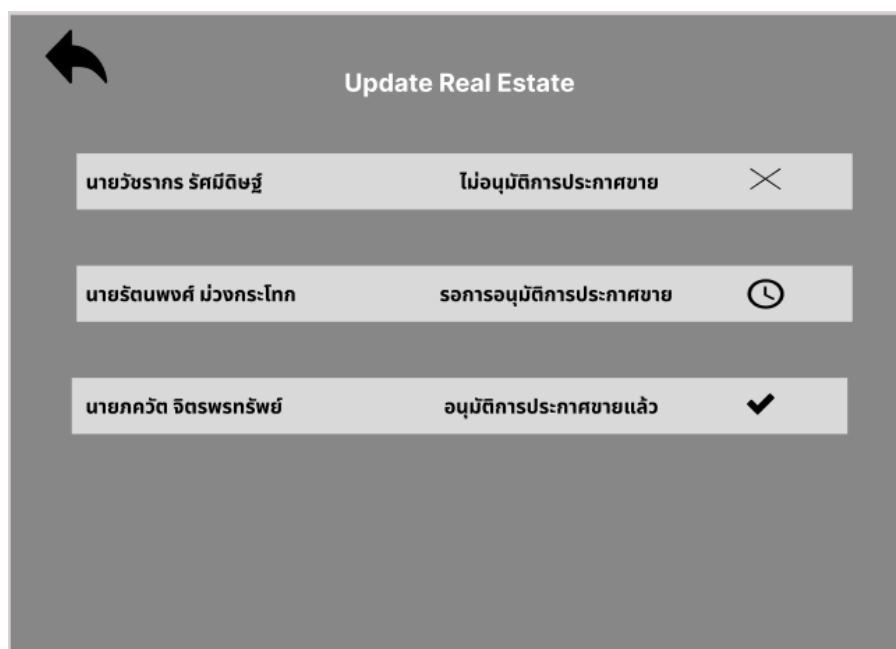 Update Real Estate
นายวัชรากร รัศมีดิษฐ์ ไม่อนุมัติการประกาศขาย
นายรัตนพงศ์ ม่วงกระโทก รอการอนุมัติการประกาศขาย
นายภควัต จิตรพรทรัพย์ อนุมัติการประกาศขายแล้ว